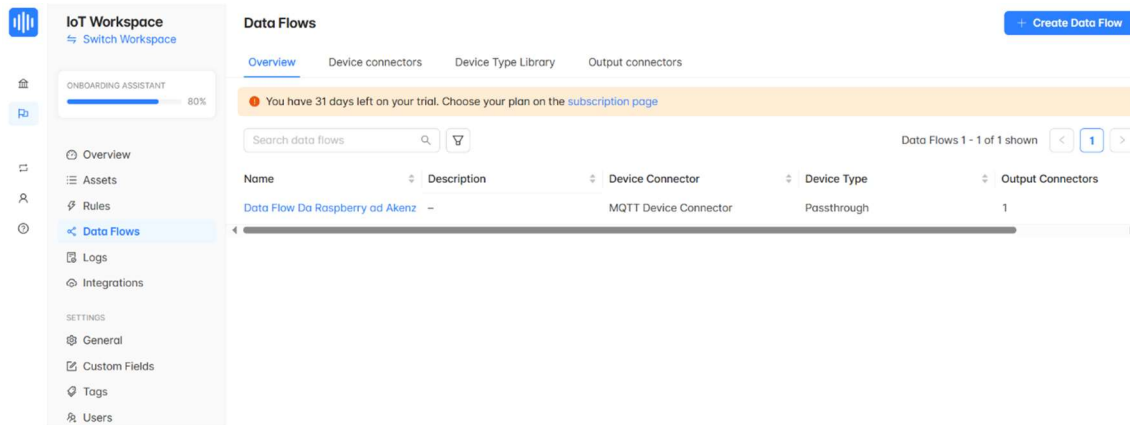 IoT Workspace
Switch Workspace
ONBOARDING ASSISTANT
80%
Overview
Assets
Rules
Data Flows
Logs
Integrations
SETTINGS
General
Custom Fields
Tags
Users
Data Flows
+ Create Data Flow
Overview Device connectors Device Type Library Output connectors
You have 31 days left on your trial. Choose your plan on the subscription page
Search data flows
Data Flows 1 - 1 of 1 shown < 1 >
Name Description Device Connector Device Type Output Connectors
Data Flow Da Raspberry ad Akenz – MQTT Device Connector Passthrough 1